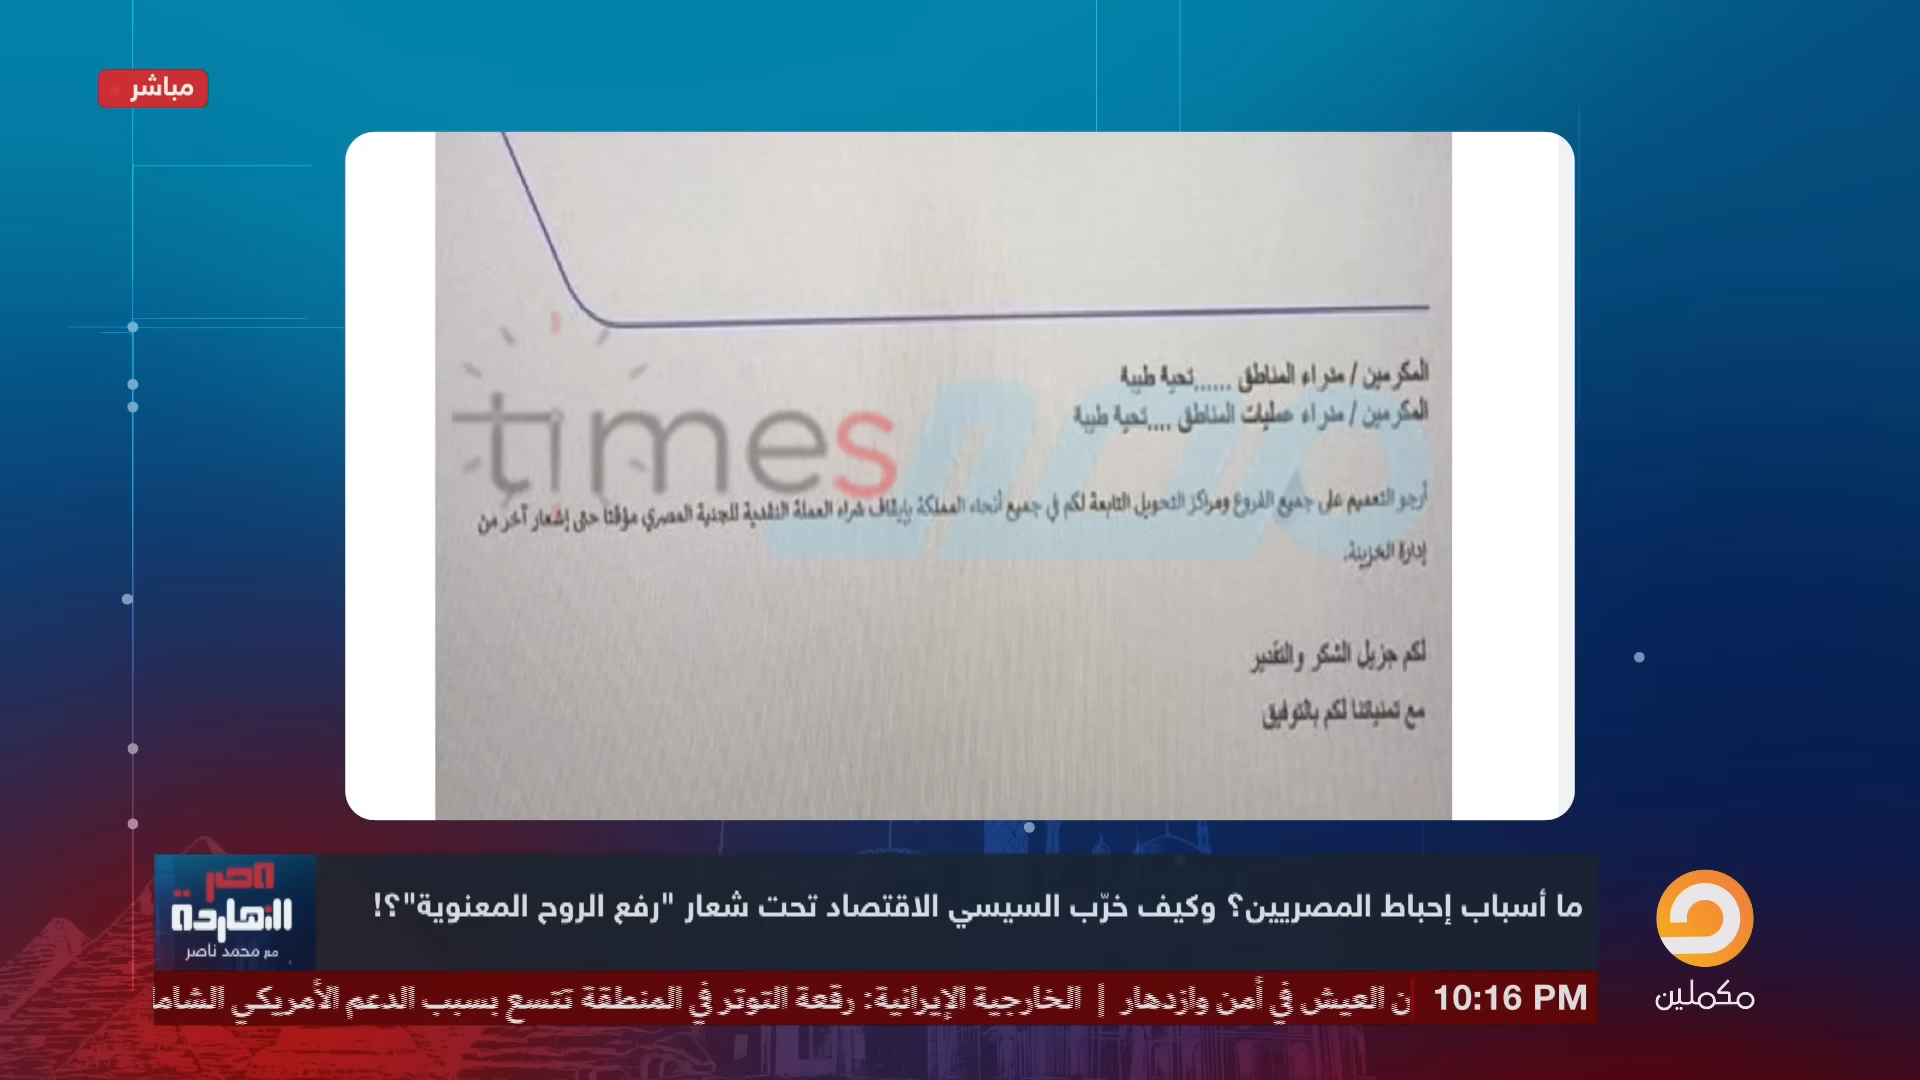 مباشر
المكرمين / مدراء المناطق ......تحية طيبة
المكرمين / مدراء عمليات المناطق ....تحية طيبة
times مصر
أرجو التعميم على جميع الفروع ومراكز التحويل التابعة لكم في جميع أنحاء المملكة بإيقاف شراء العملة النقدية للجنية المصري مؤقتا حتى إشعار آخر من
إدارة الخزينة.
لكم جزيل الشكر والتقدير
مع تمنياتنا لكم بالتوفيق
مصر
النهاردة
مع محمد ناصر
ما أسباب إحباط المصريين؟ وكيف خرّب السيسي الاقتصاد تحت شعار "رفع الروح المعنوية"؟!
10:16 PM
ن العيش في أمن وازدهار | الخارجية الإيرانية: رقعة التوتر في المنطقة تتسع بسبب الدعم الأمريكي الشاما
مكملين